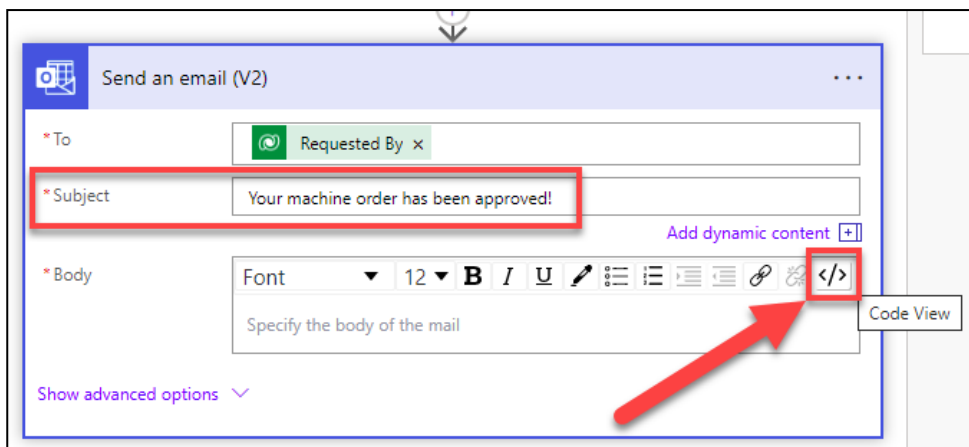 Send an email (V2)
* To
Requested By ×
* Subject
Your machine order has been approved!
Add dynamic content
* Body
Font 12 B I U </>
Specify the body of the mail
Code View
Show advanced options